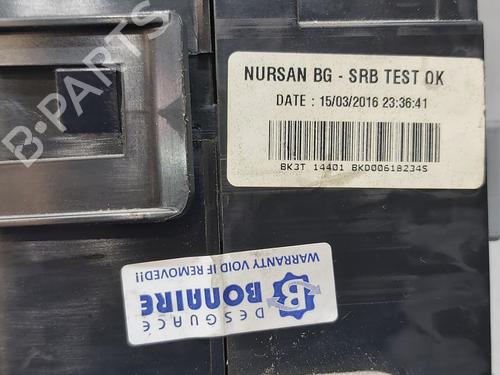 B-PARTS
NURSAN BG - SRB TEST OK
DATE : 15/03/2016 23:36:41
BK3T 14401 BKD00618234S
WARRANTY VOID IF REMOVED!!
BONAIRE
DESGUACE